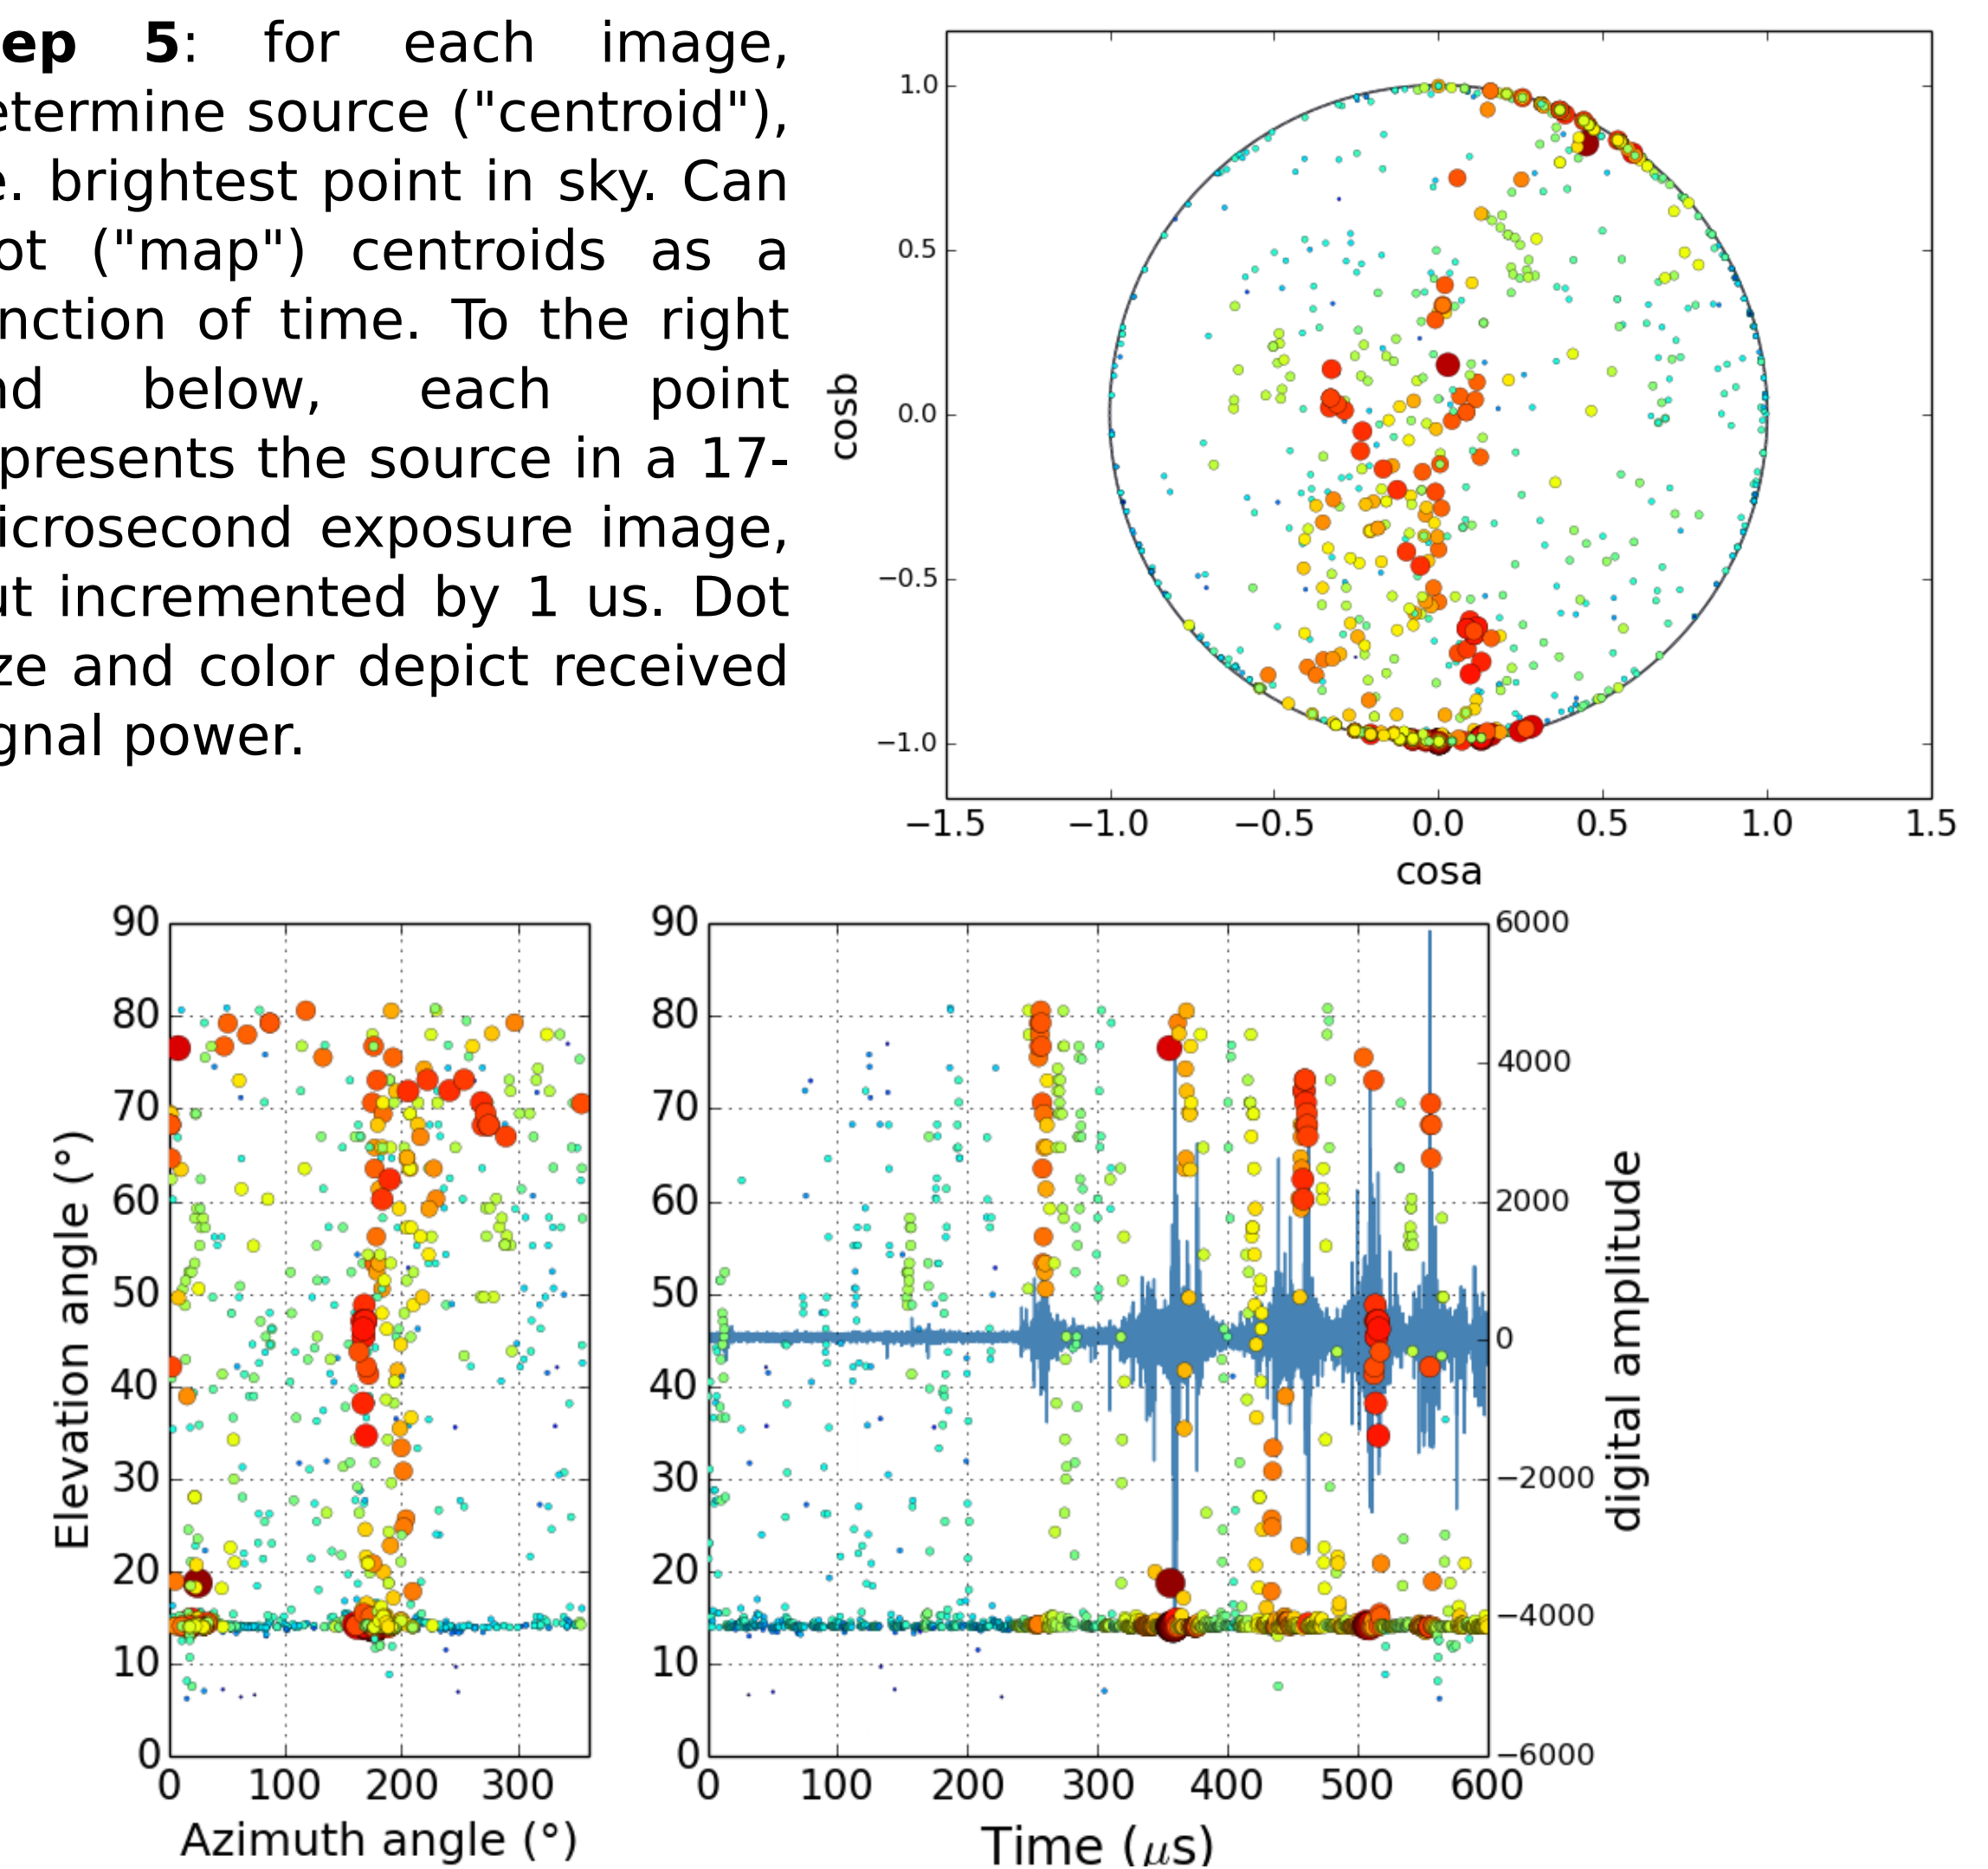 ep 5: for each image,
etermine source ("centroid"),
e. brightest point in sky. Can
ot ("map") centroids as a
nction of time. To the right
nd below, each point
presents the source in a 17-
icrosecond exposure image,
ut incremented by 1 us. Dot
ze and color depict received
gnal power.
1.0
0.5
0.0
−0.5
−1.0
cosb
−1.5 −1.0 −0.5 0.0 0.5 1.0 1.5
cosa
90
80
70
60
50
40
30
20
10
0
Elevation angle (°)
0 100 200 300
Azimuth angle (°)
90
80
70
60
50
40
30
20
10
0
0 100 200 300 400 500 600
Time (μs)
6000
4000
2000
0
−2000
−4000
−6000
digital amplitude